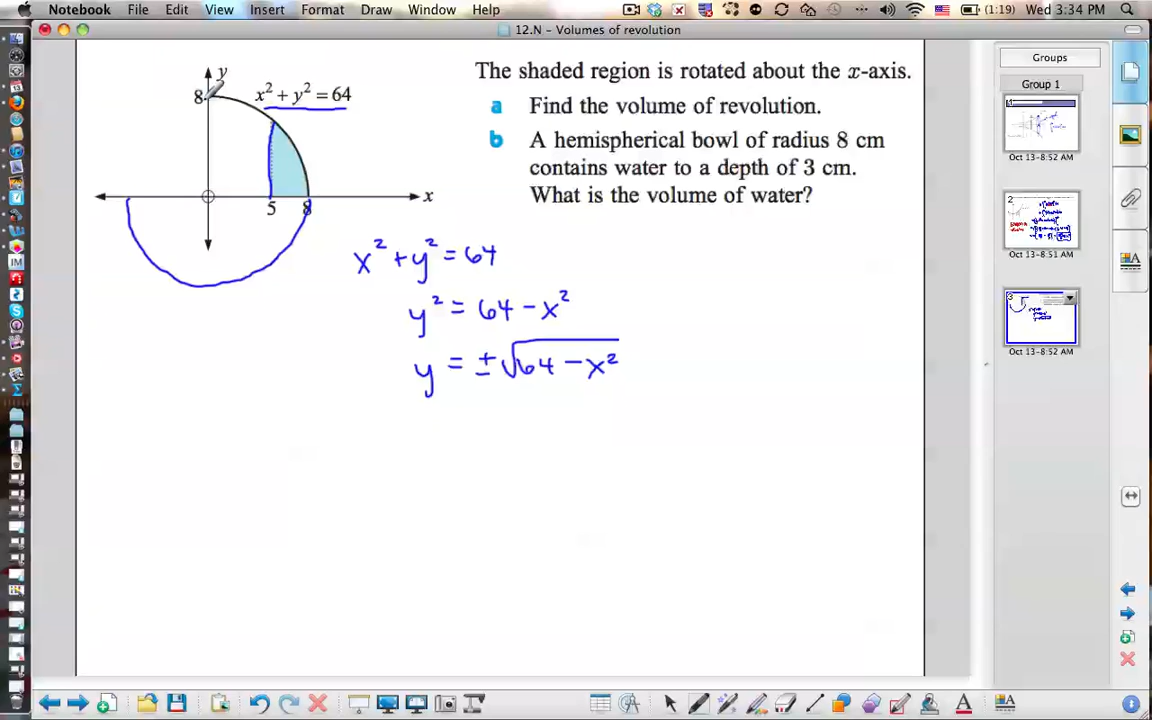 Notebook File Edit View Insert Format Draw Window Help (1:19) Wed 3:34 PM
12.N - Volumes of revolution
y
8
x² + y² = 64
5
8
x
The shaded region is rotated about the x-axis.
a Find the volume of revolution.
b A hemispherical bowl of radius 8 cm
contains water to a depth of 3 cm.
What is the volume of water?
x² + y² = 64
y² = 64 - x²
y = ±√64 - x²
Groups
Group 1
Oct 13-8:52 AM
2
Oct 13-8:51 AM
3
Oct 13-8:52 AM